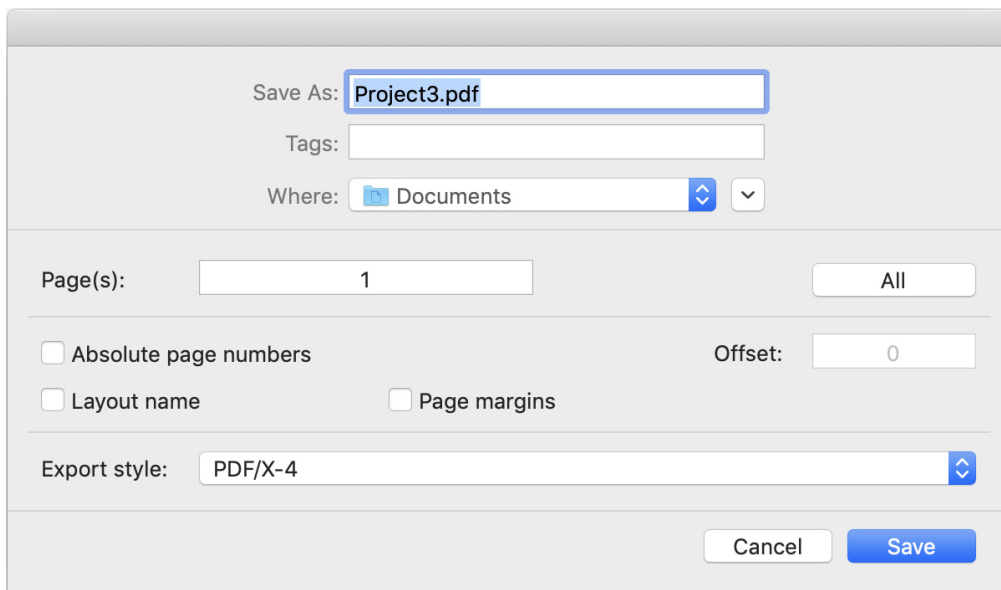 Save As: Project3.pdf
Tags:
Where: Documents
Page(s): 1 All
Absolute page numbers Offset: 0
Layout name Page margins
Export style: PDF/X-4
Cancel Save